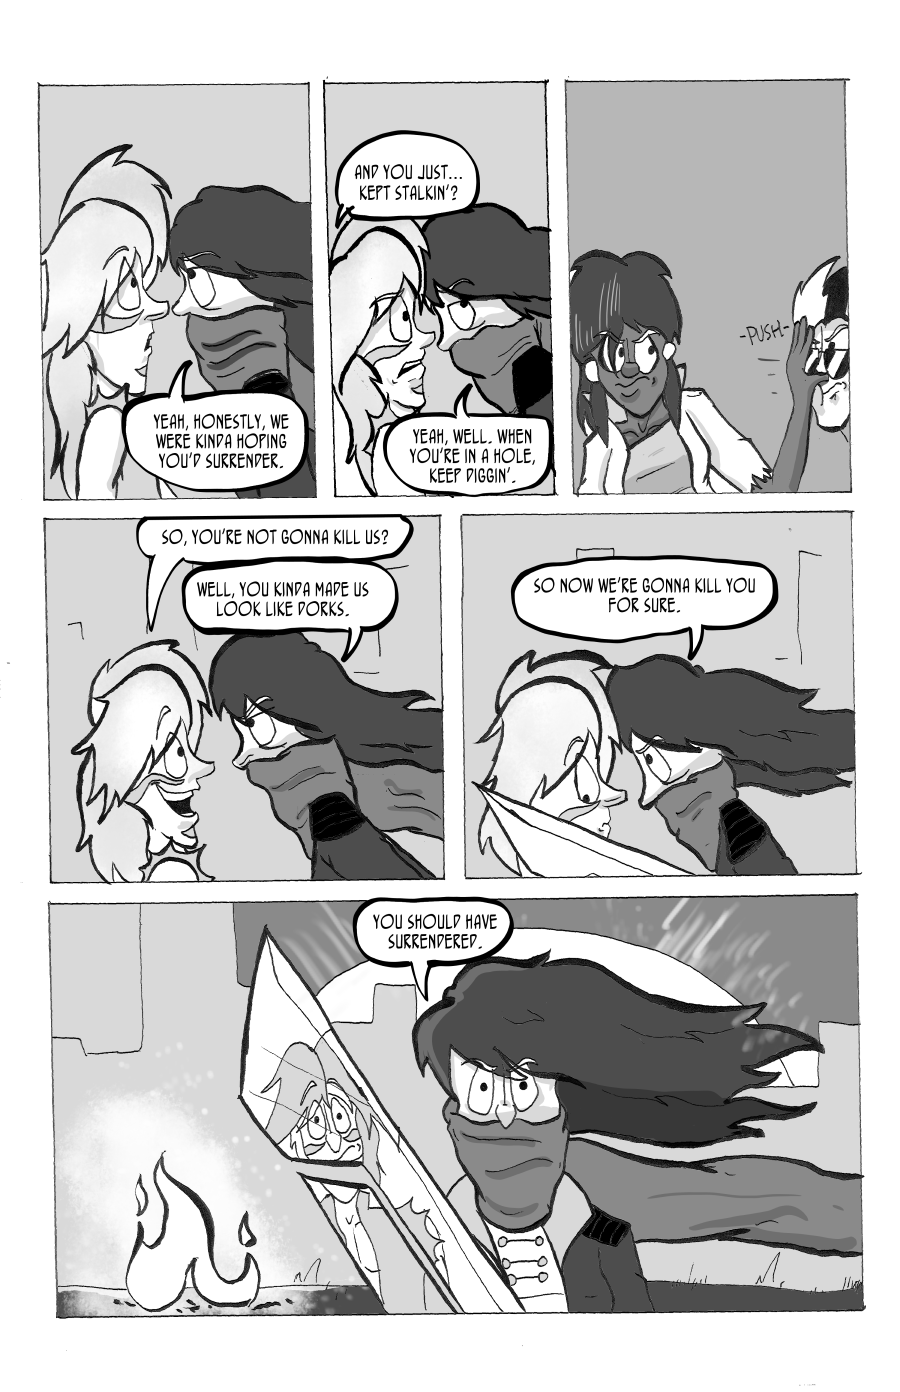 YEAH, HONESTLY, WE
WERE KINDA HOPING
YOU'D SURRENDER.
AND YOU JUST...
KEPT STALKIN'?
YEAH, WELL. WHEN
YOU'RE IN A HOLE,
KEEP DIGGIN'.
-PUSH-
SO, YOU'RE NOT GONNA KILL US?
WELL, YOU KINDA MADE US
LOOK LIKE DORKS.
SO NOW WE'RE GONNA KILL YOU
FOR SURE.
YOU SHOULD HAVE
SURRENDERED.